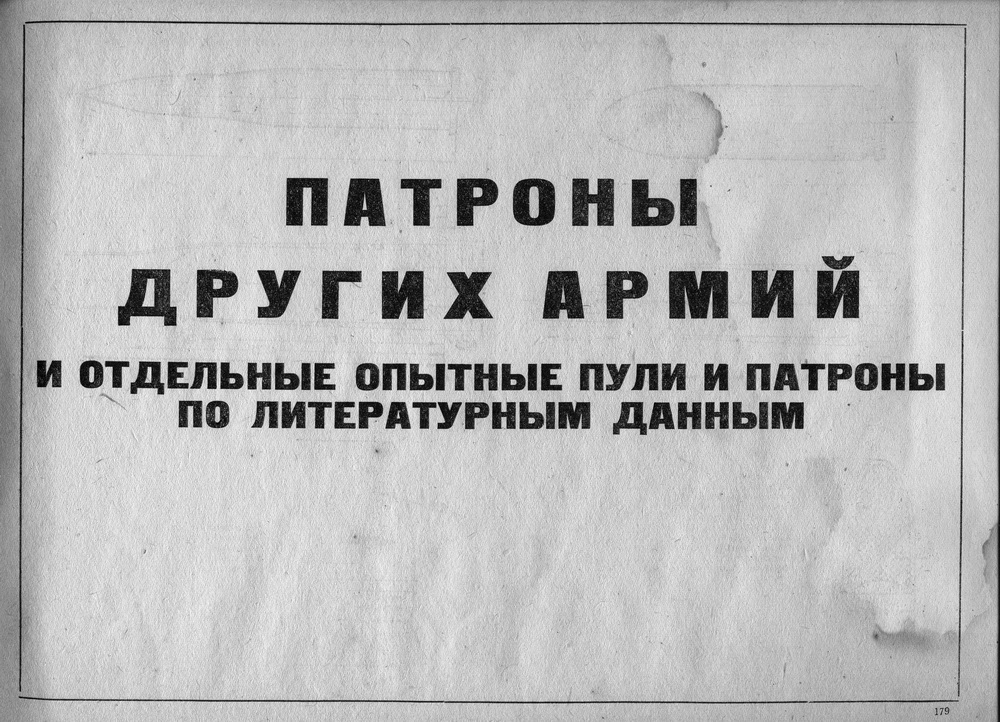 ПАТРОНЫ
ДРУГИХ АРМИЙ
И ОТДЕЛЬНЫЕ ОПЫТНЫЕ ПУЛИ И ПАТРОНЫ
ПО ЛИТЕРАТУРНЫМ ДАННЫМ
179